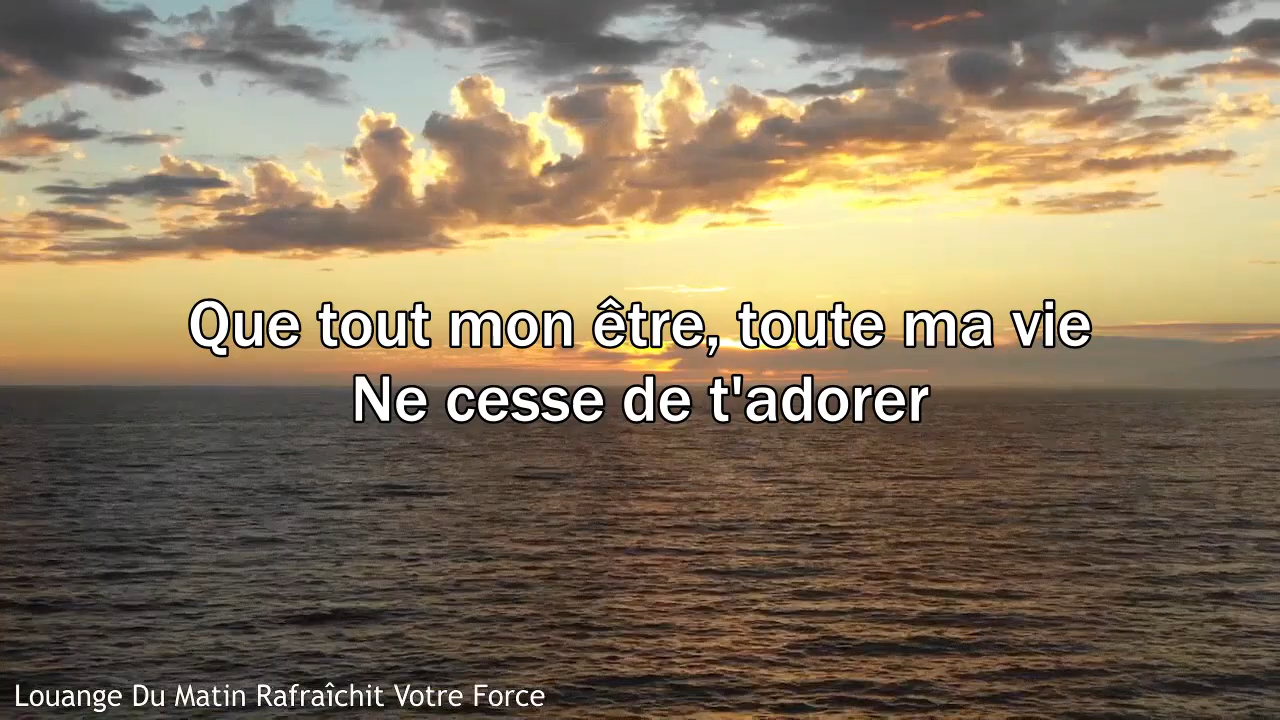 Que tout mon être, toute ma vie
Ne cesse de t'adorer
Louange Du Matin Rafraîchit Votre Force